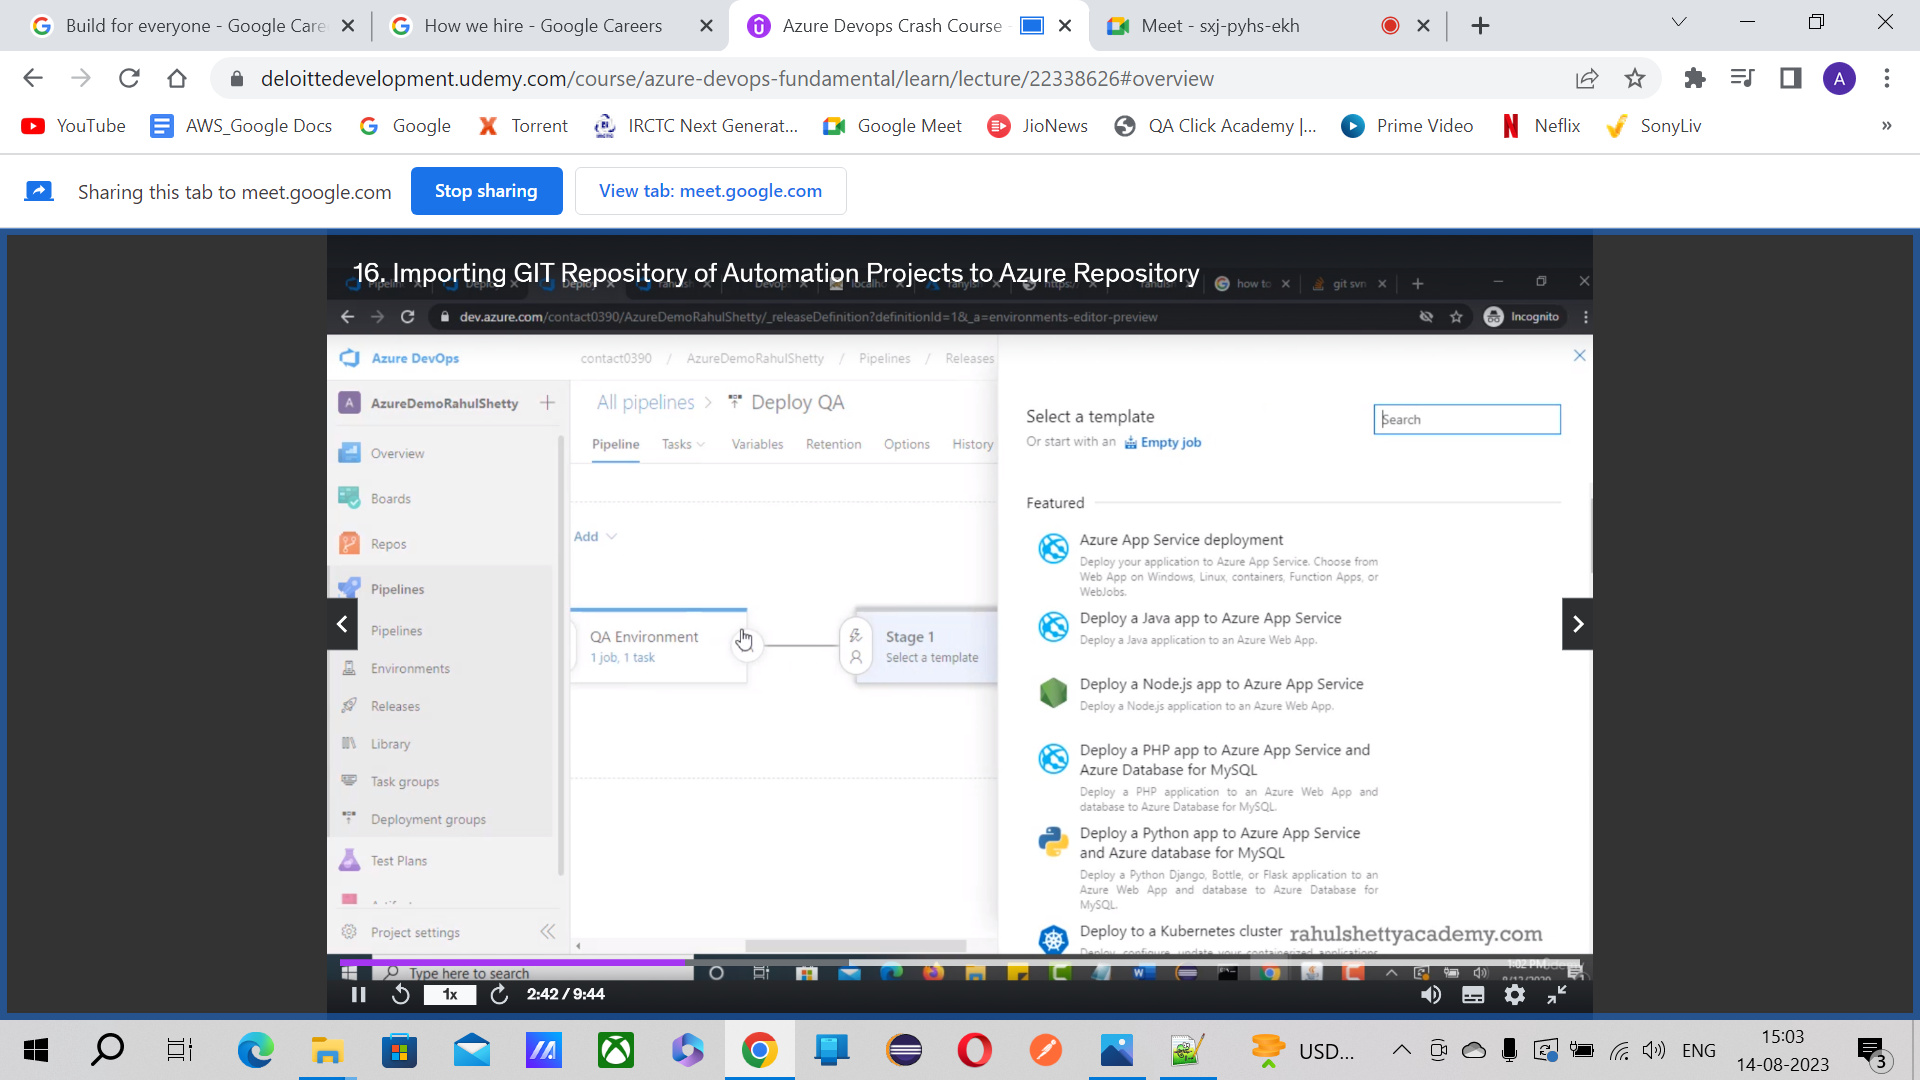 Build for everyone - Google Care
How we hire - Google Careers
Azure Devops Crash Course
Meet - sxj-pyhs-ekh
deloittedevelopment.udemy.com/course/azure-devops-fundamental/learn/lecture/22338626#overview
A
YouTube
AWS_Google Docs
Google
Torrent
IRCTC Next Generat...
Google Meet
JioNews
QA Click Academy |...
Prime Video
Neflix
SonyLiv
»
Sharing this tab to meet.google.com
Stop sharing
View tab: meet.google.com
16. Importing GIT Repository of Automation Projects to Azure Repository
how to
git svn
dev.azure.com/contact0390/AzureDemoRahulShetty/_releaseDefinition?definitionId=1&_a=environments-editor-preview
Incognito
Azure DevOps
contact0390 / AzureDemoRahulShetty / Pipelines / Releases
A AzureDemoRahulShetty
All pipelines > Deploy QA
Pipeline Tasks Variables Retention Options History
Overview
Boards
Repos
Pipelines
Pipelines
Environments
Releases
Library
Task groups
Deployment groups
Test Plans
Project settings
Add
QA Environment
1 job, 1 task
Stage 1
Select a template
Select a template
Or start with an Empty job
Search
Featured
Azure App Service deployment
Deploy your application to Azure App Service. Choose from
Web App on Windows, Linux, containers, Function Apps, or
WebJobs.
Deploy a Java app to Azure App Service
Deploy a Java application to an Azure Web App.
Deploy a Node.js app to Azure App Service
Deploy a Node.js application to an Azure Web App.
Deploy a PHP app to Azure App Service and
Azure Database for MySQL
Deploy a PHP application to an Azure Web App and
database to Azure Database for MySQL.
Deploy a Python app to Azure App Service
and Azure database for MySQL
Deploy a Python Django, Bottle, or Flask application to an
Azure Web App and database to Azure Database for
MySQL.
Deploy to a Kubernetes cluster
rahulshettyacademy.com
Type here to search
1x
2:42 / 9:44
USD...
ENG
15:03
14-08-2023
3